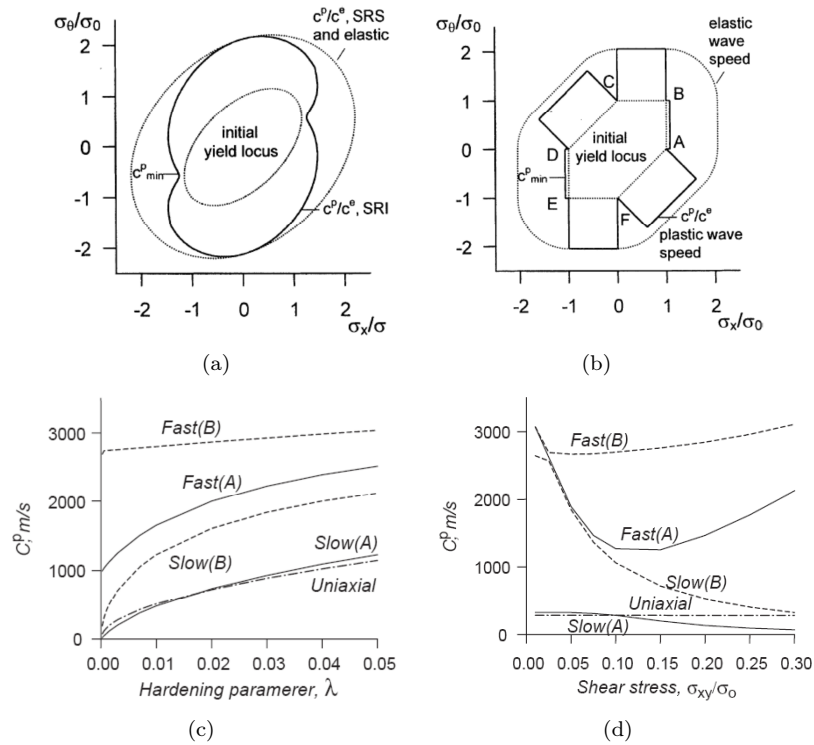 σθ/σ0
c^p/c^e, SRS
and elastic
2
1
0
-1
-2
initial
yield locus
c^p min
c^p/c^e, SRI
-2 -1 0 1 2
σx/σ
(a)
σθ/σ0
elastic
wave
speed
2
1
0
-1
-2
C
B
A
D
E
F
initial
yield locus
c^p min
c^p/c^e
plastic wave
speed
-2 -1 0 1 2
σx/σ0
(b)
C^p, m/s
3000
2000
1000
0
Fast(B)
Fast(A)
Slow(B)
Slow(A)
Uniaxial
0.00 0.01 0.02 0.03 0.04 0.05
Hardening paramerer, λ
(c)
C^p, m/s
3000
2000
1000
0
Fast(B)
Fast(A)
Slow(B)
Uniaxial
Slow(A)
0.00 0.05 0.10 0.15 0.20 0.25 0.30
Shear stress, σxy/σo
(d)